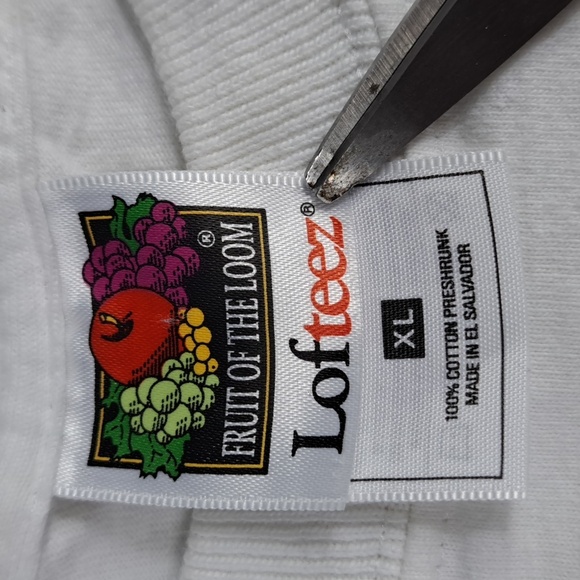 FRUIT OF THE LOOM®
Lofteez®
XL
100% COTTON PRESHRUNK
MADE IN EL SALVADOR